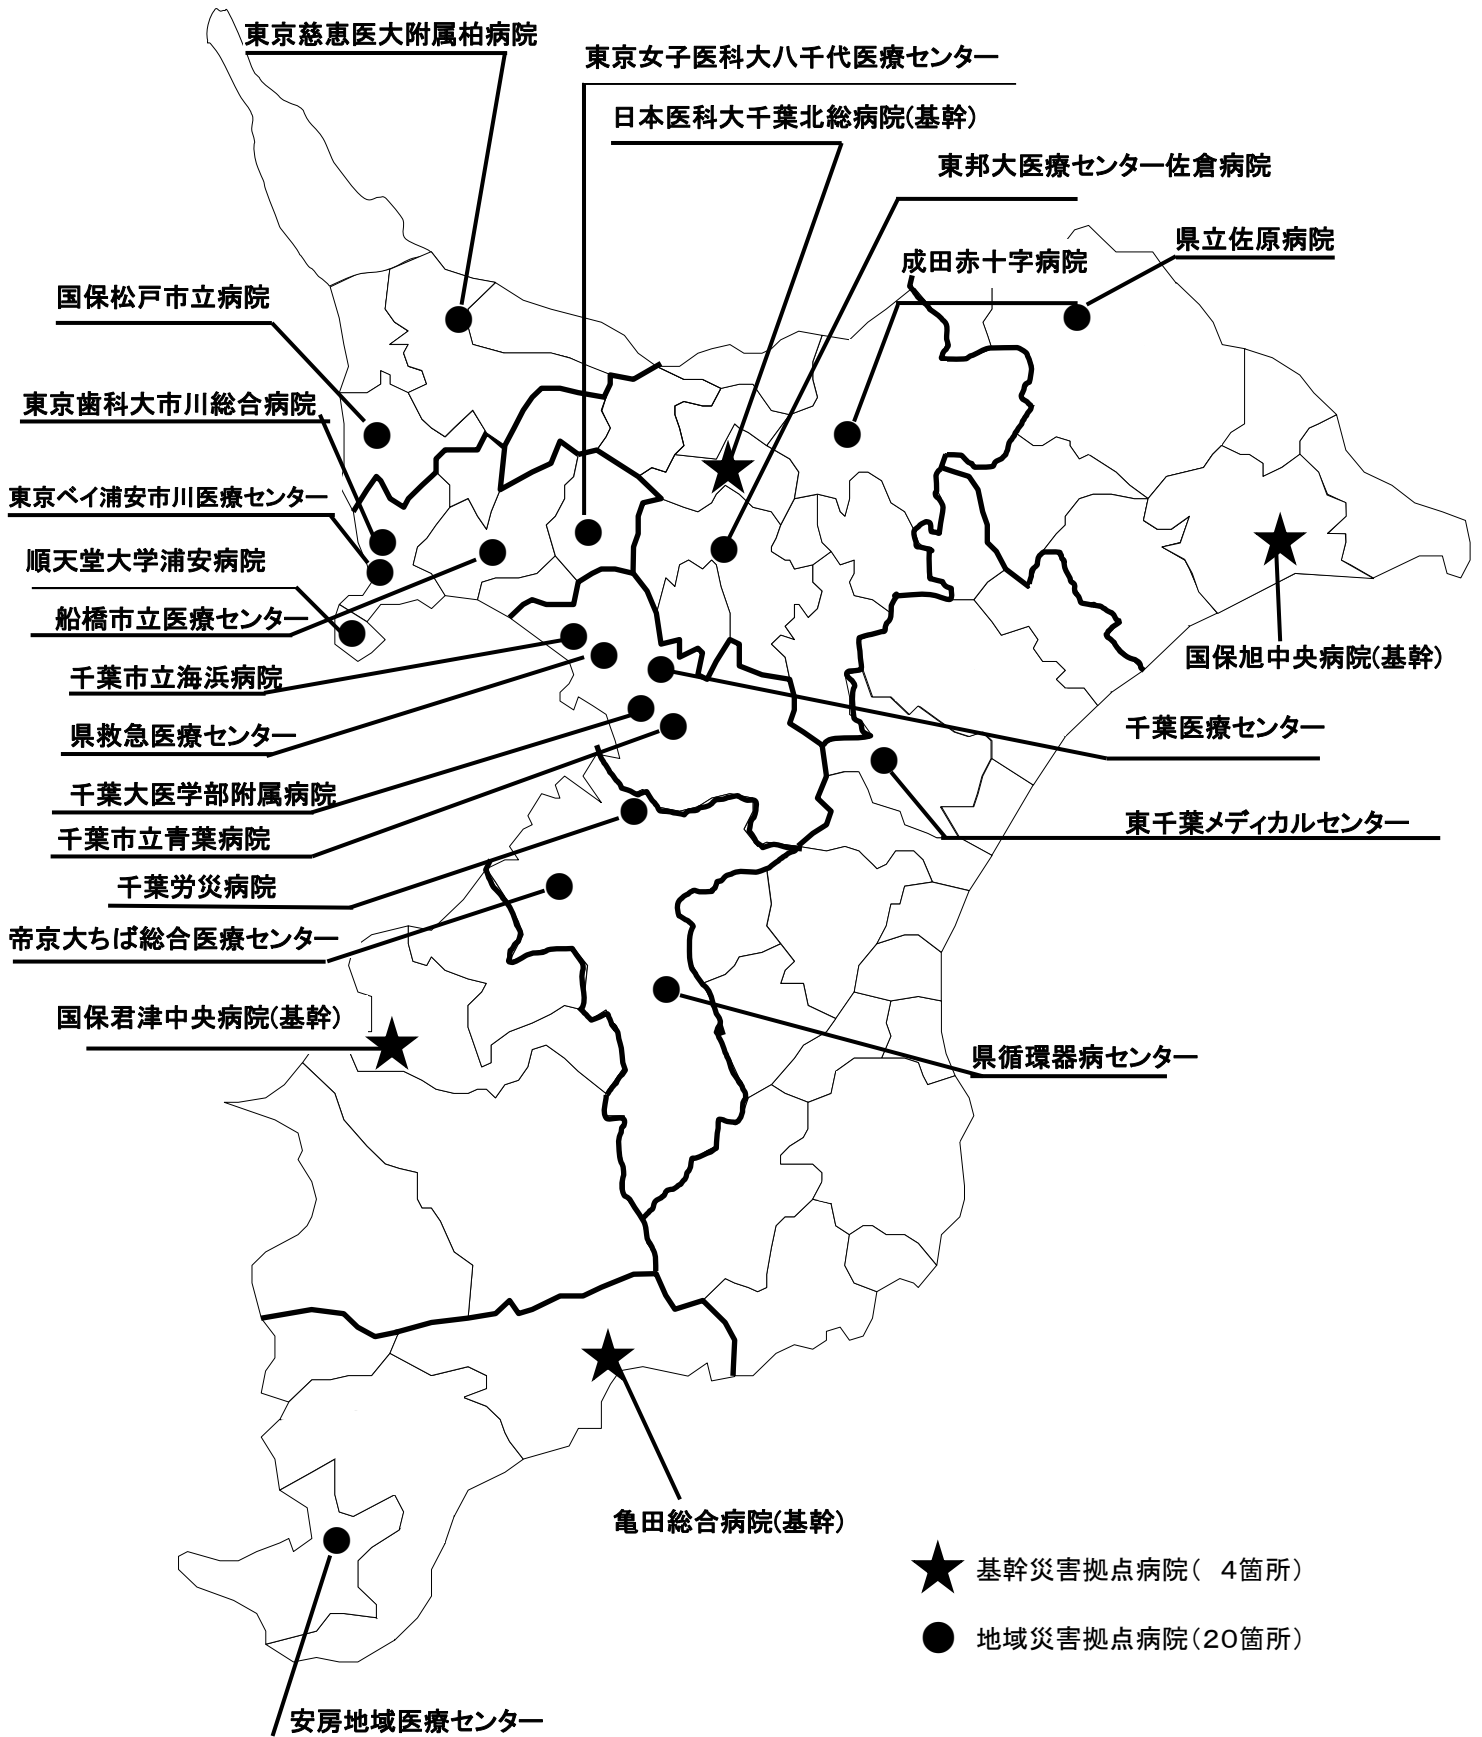 東京慈恵医大附属柏病院
東京女子医科大八千代医療センター
日本医科大千葉北総病院(基幹)
東邦大医療センター佐倉病院
県立佐原病院
成田赤十字病院
国保松戸市立病院
東京歯科大市川総合病院
東京ベイ浦安市川医療センター
順天堂大学浦安病院
船橋市立医療センター
国保旭中央病院(基幹)
千葉市立海浜病院
千葉医療センター
県救急医療センター
千葉大医学部附属病院
東千葉メディカルセンター
千葉市立青葉病院
千葉労災病院
帝京大ちば総合医療センター
国保君津中央病院(基幹)
県循環器病センター
亀田総合病院(基幹)
基幹災害拠点病院( 4箇所)
地域災害拠点病院(20箇所)
安房地域医療センター